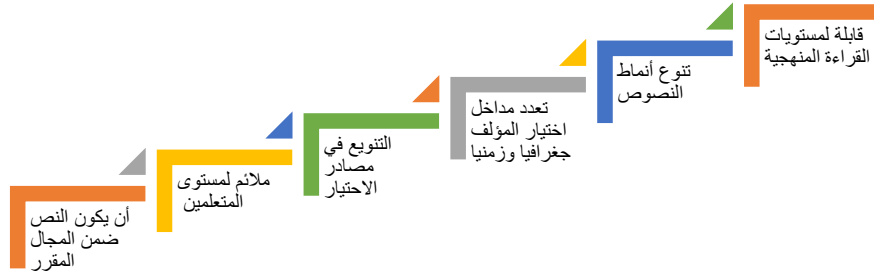 أن يكون النص
ضمن المجال
المقرر
ملائم لمستوى
المتعلمين
التنويع في
مصادر
الاحتيار
تعدد مداخل
اختيار المؤلف
جغرافيا وزمنيا
تنوع أنماط
النصوص
قابلة لمستويات
القراءة المنهجية